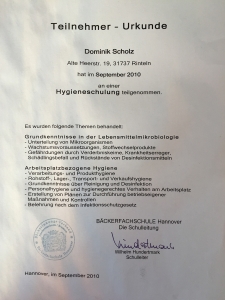 Teilnehmer - Urkunde
Dominik Scholz
Alte Heerstr. 19, 31737 Rinteln
hat im September 2010
an einer
Hygieneschulung teilgenommen.
Es wurden folgende Themen behandelt:
Grundkenntnisse in der Lebensmittelmikrobiologie
- Unterteilung von Mikroorganismen
- Wachstumsvoraussetzungen, Stoffwechselprodukte
- Gefährdungen durch Verderbniskeime, Krankheitserreger,
Schädlingsbefall und Rückstände von Desinfektionsmitteln
Arbeitsplatzbezogene Hygiene
- Verarbeitungs- und Produkthygiene
- Rohstoff-, Lager-, Transport- und Verkaufshygiene
- Grundkenntnisse über Reinigung und Desinfektion
- Personalhygiene und hygienegerechtes Verhalten am Arbeitsplatz
- Erstellung von Plänen zur Durchführung betriebseigener
Maßnahmen und Kontrollen
- Belehrung nach dem Infektionsschutzgesetz
BÄCKERFACHSCHULE Hannover
Die Schulleitung
Wilhelm Hundertmark
Schulleiter
Hannover, im September 2010